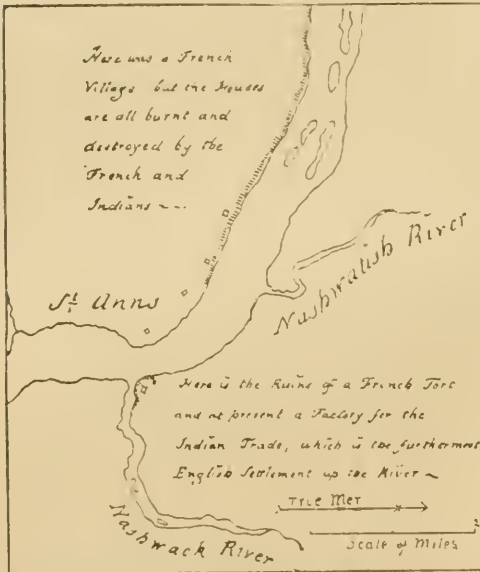 Here was a French
Village but the Houses
are all burnt and
destroyed by the
French and
Indians ~~
Nashwatish River
St Anns
Here is the Ruins of a French Fort
and at present a Factory for the
Indian Trade, which is the furthermost
English Settlement up the River ~
True Mer
Scale of Miles
Nashwack River